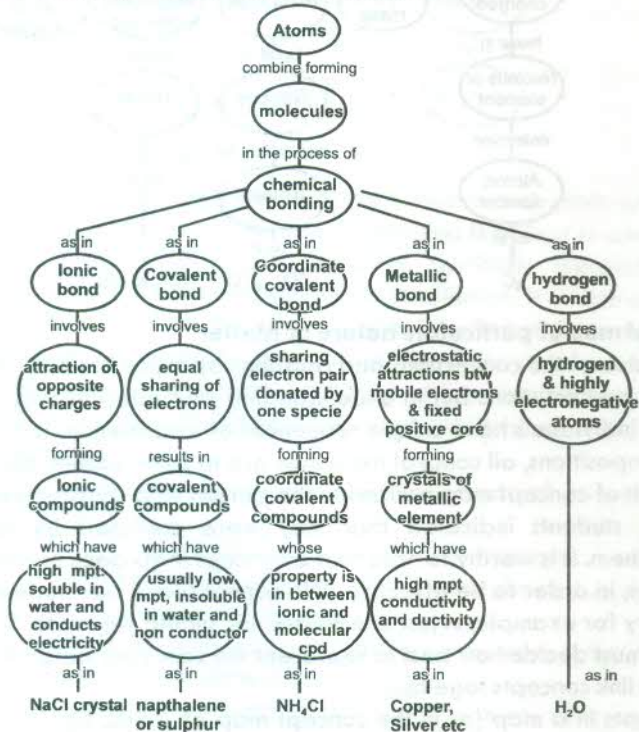 Atoms
combine forming
molecules
in the process of
chemical
bonding
as in
Ionic
bond
involves
attraction of
opposite
charges
forming
Ionic
compounds
which have
high mpt:
soluble in
water and
conducts
electricity
as in
NaCl crystal
as in
Covalent
bond
involves
equal
sharing of
electrons
results in
covalent
compounds
which have
usually low
mpt, insoluble
in water and
non conductor
as in
napthalene
or sulphur
as in
Coordinate
covalent
bond
involves
sharing
electron pair
donated by
one specie
forming
coordinate
covalent
compounds
whose
property is
in between
ionic and
molecular
cpd
as in
NH₄Cl
as in
Metallic
bond
involves
electrostatic
attractions btw
mobile electrons
& fixed
positive core
forming
crystals of
metallic
element
which have
high mpt
conductivity
and ductivity
as in
Copper,
Silver etc
as in
hydrogen
bond
involves
hydrogen
& highly
electronegative
atoms
as in
H₂O